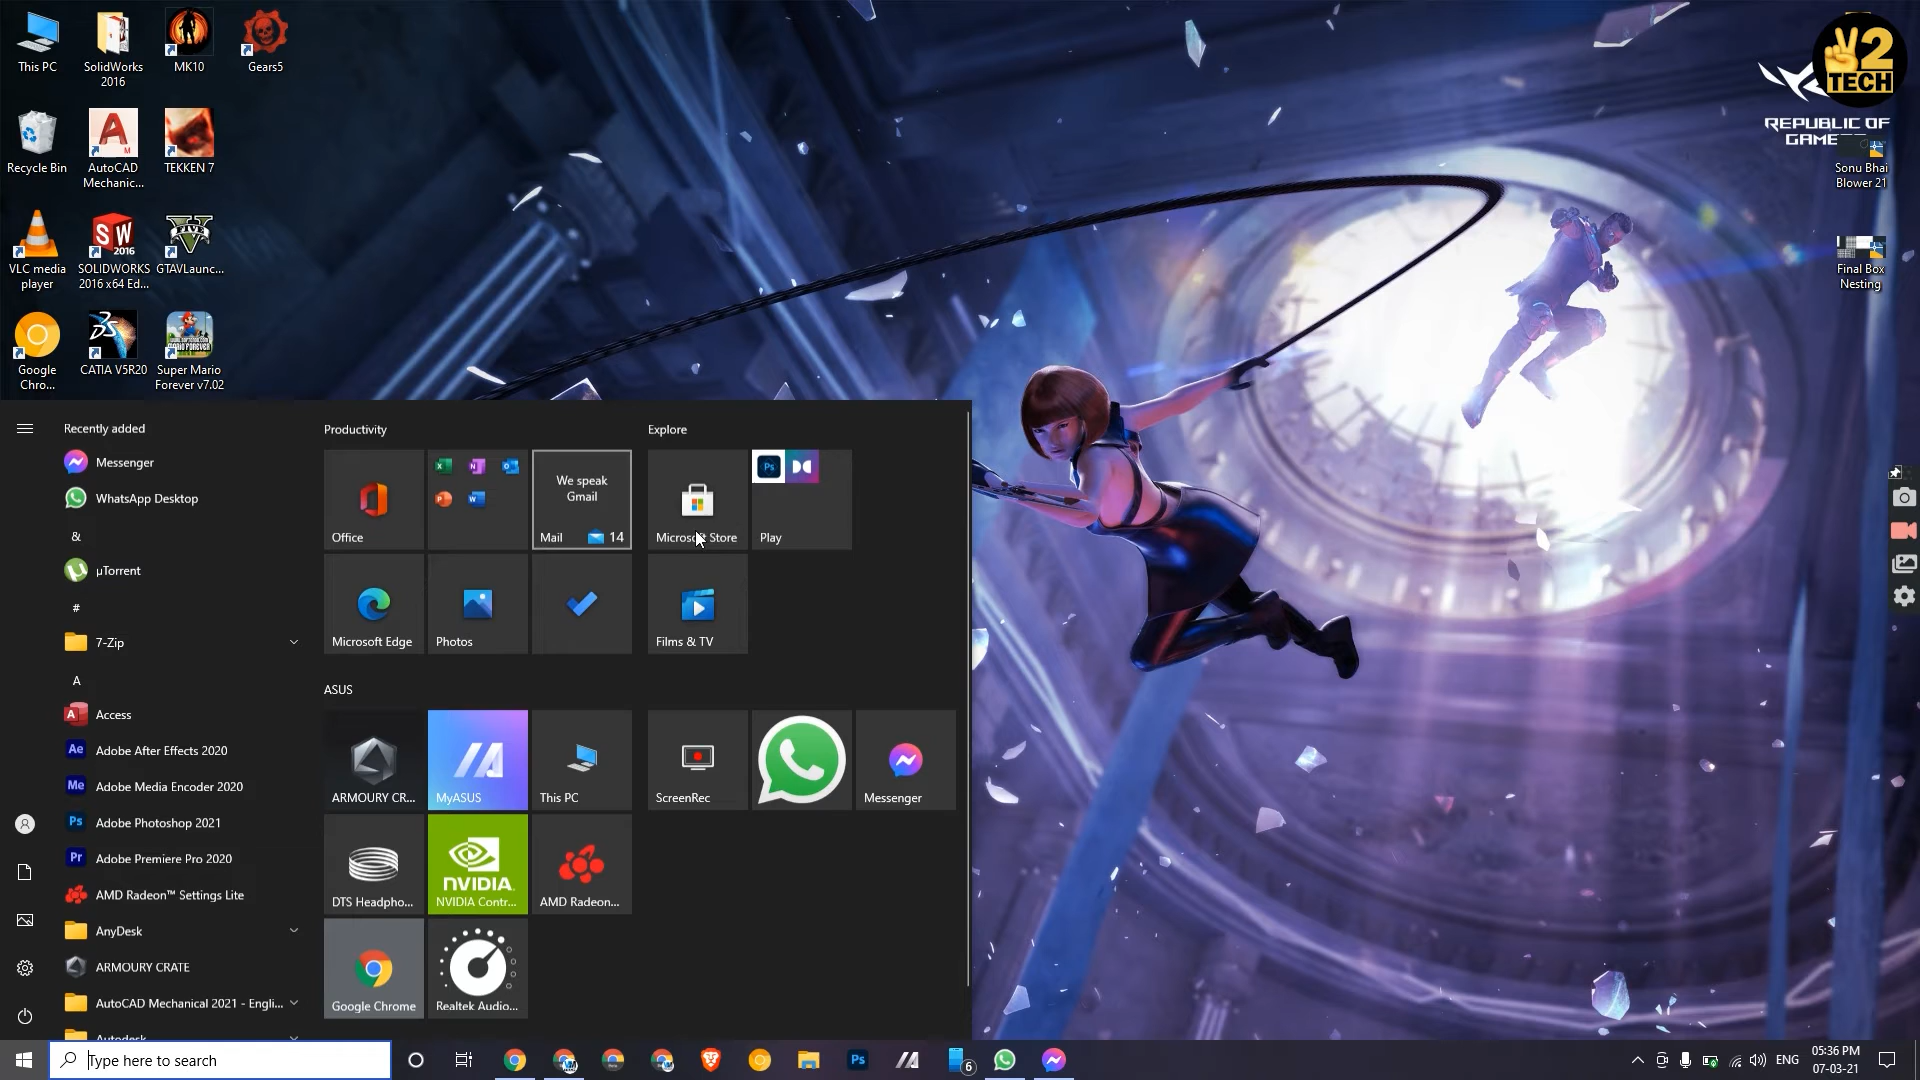 This PC
SolidWorks
2016
MK10
Gears5
Recycle Bin
AutoCAD
Mechanic...
TEKKEN 7
VLC media
player
SOLIDWORKS
2016 x64 Ed...
GTAVLaunc...
Google
Chro...
CATIA V5R20
Super Mario
Forever v7.02
2
TECH
REPUBLIC OF
Sonu Bhai
Blower 21
Final Box
Nesting
Recently added
Messenger
WhatsApp Desktop
&
µTorrent
#
7-Zip
A
Access
Adobe After Effects 2020
Adobe Media Encoder 2020
Adobe Photoshop 2021
Adobe Premiere Pro 2020
AMD Radeon™ Settings Lite
AnyDesk
ARMOURY CRATE
AutoCAD Mechanical 2021 - Engli...
Autodesk
Productivity
Office
We speak
Gmail
Mail 14
Microsoft Edge
Photos
Explore
Microsoft Store
Play
Films & TV
ASUS
ARMOURY CR...
MyASUS
This PC
ScreenRec
Messenger
DTS Headpho...
NVIDIA.
NVIDIA Contr...
AMD Radeon...
Google Chrome
Realtek Audio...
Type here to search
6
ENG
05:36 PM
07-03-21